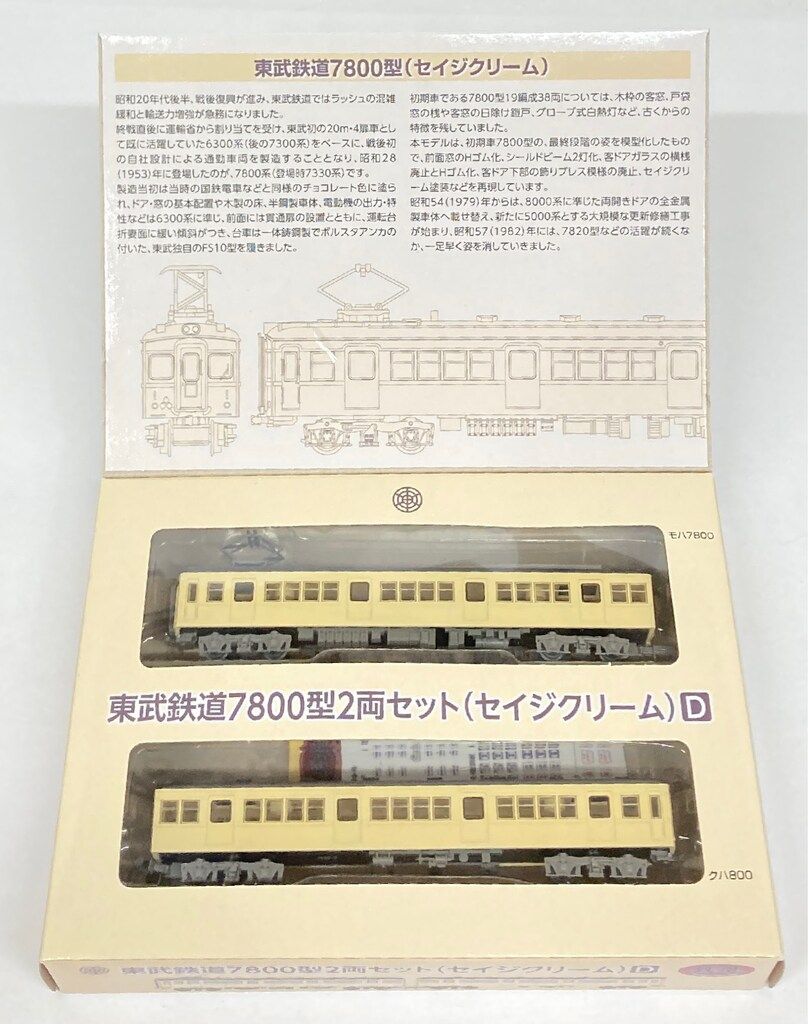 東武鉄道7800型(セイジクリーム)
昭和20年代後半、戦後復興が進み、東武鉄道ではラッシュの混雑
緩和と輸送力増強が急務になりました。
終戦直後に運輸省から割り当てを受け、東武初の20m・4扉車とし
て既に活躍していた6300系(後の7300系)をベースに、戦後初
の自社設計による通勤車両を製造することとなり、昭和28
(1953)年に登場したのが、7800系(登場時7330系)です。
製造当初は当時の国鉄電車などと同様のチョコレート色に塗ら
れ、ドア・窓の基本配置や木製の床、半鋼製車体、電動機の出力・特
性などは6300系に準じ、前面には貫通扉の設置とともに、運転台
折妻面に緩い傾斜がつき、台車は一体鋳鋼製でボルスタアンカの
付いた、東武独自のFS10型を履きました。
初期車である7800型19編成38両については、木枠の客窓、戸袋
窓の桟や客窓の日除け鎧戸、グローブ式白熱灯など、古くからの
特徴を残していました。
本モデルは、初期車7800型の、最終段階の姿を模型化したもの
で、前面窓のHゴム化、シールドビーム2灯化、客ドアガラスの横桟
廃止とHゴム化、客ドア下部の飾りプレス模様の廃止、セイジクリ
ーム塗装などを再現しています。
昭和54(1979)年からは、8000系に準じた両開きドアの全金属
製車体へ載せ替え、新たに5000系とする大規模な更新修繕工事
が始まり、昭和57(1982)年には、7820型などの活躍が続くな
か、一足早く姿を消していきました。
モハ7800
東武鉄道7800型2両セット(セイジクリーム)D
クハ800
東武鉄道7800型2両セット(セイジクリーム)D